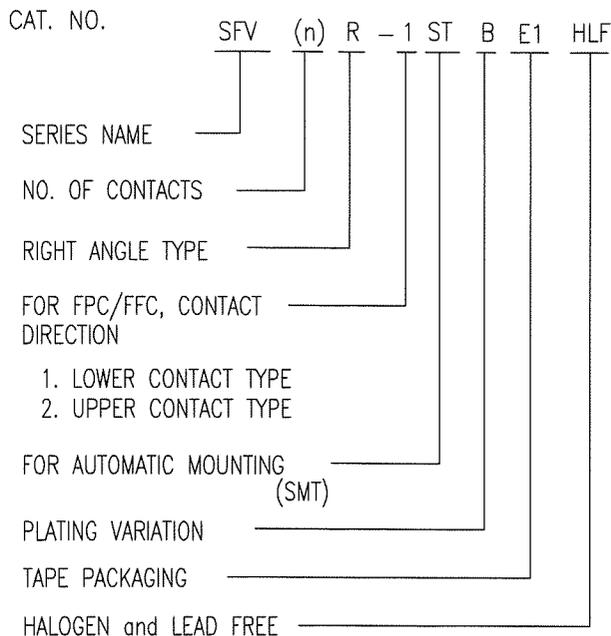 CAT. NO.
SFV (n) R - 1 ST B E1 HLF
SERIES NAME
NO. OF CONTACTS
RIGHT ANGLE TYPE
FOR FPC/FFC, CONTACT
DIRECTION
1. LOWER CONTACT TYPE
2. UPPER CONTACT TYPE
FOR AUTOMATIC MOUNTING
(SMT)
PLATING VARIATION
TAPE PACKAGING
HALOGEN and LEAD FREE